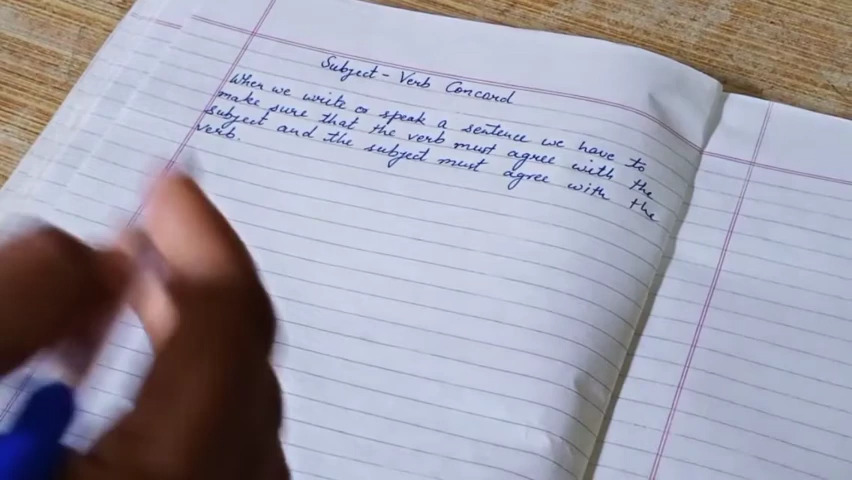 Subject - Verb Concord
When we write or speak a sentence we have to
make sure that the verb must agree with the
subject and the subject must agree with the
verb.